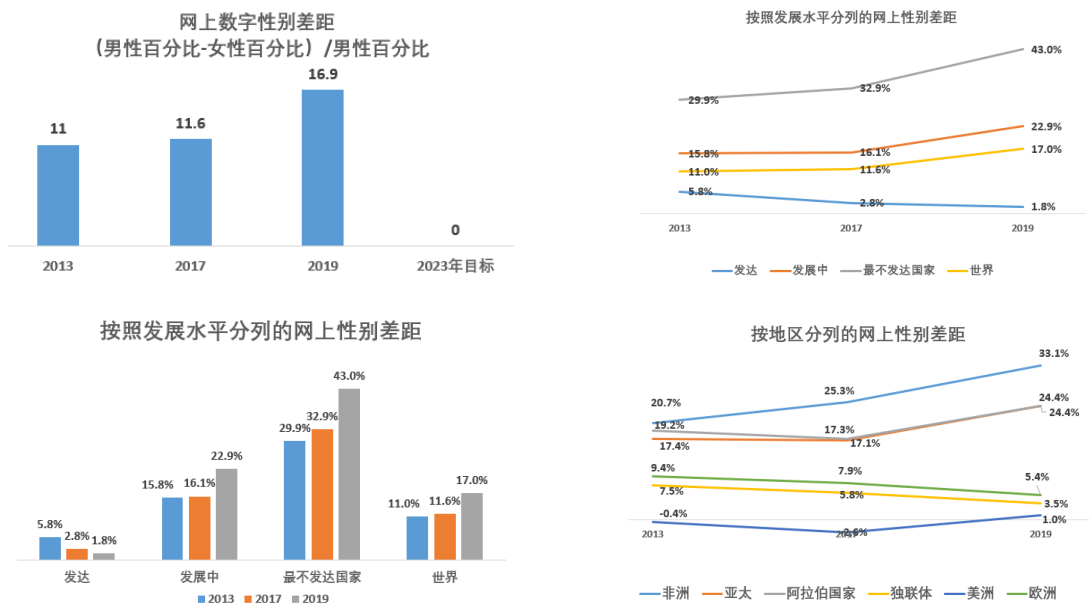 网上数字性别差距
（男性百分比-女性百分比）/男性百分比
16.9
11.6
11
0
2013
2017
2019
2023年目标
按照发展水平分列的网上性别差距
43.0%
32.9%
29.9%
22.9%
15.8%
16.1%
17.0%
11.0%
11.6%
5.8%
2.8%
1.8%
2013
2017
2019
发达
发展中
最不发达国家
世界
按照发展水平分列的网上性别差距
5.8%
2.8%
1.8%
15.8%
16.1%
22.9%
29.9%
32.9%
43.0%
11.0%
11.6%
17.0%
发达
发展中
最不发达国家
世界
2013
2017
2019
按地区分列的网上性别差距
33.1%
25.3%
20.7%
24.4%
24.4%
19.2%
17.3%
17.1%
17.4%
9.4%
7.9%
5.4%
7.5%
5.8%
3.5%
-0.4%
-2.6%
1.0%
2013
2017
2019
非洲
亚太
阿拉伯国家
独联体
美洲
欧洲